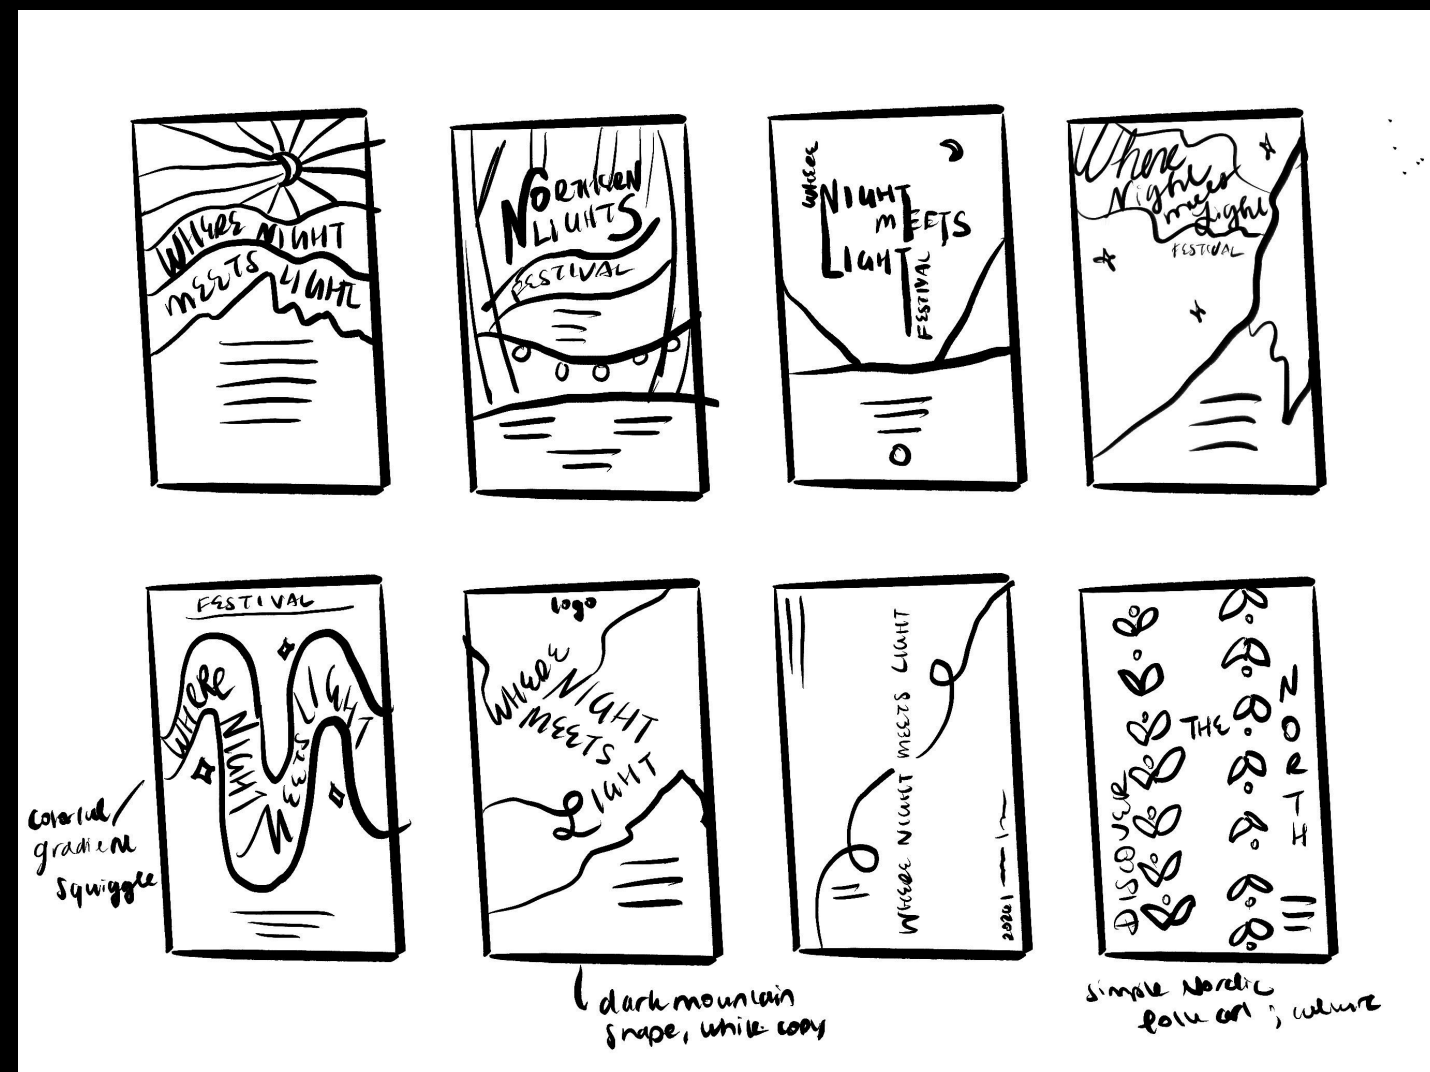 WHERE NIGHT
MEETS LIGHT
NORTHERN
LIGHTS
FESTIVAL
WHERE
NIGHT
MEETS
LIGHT
FESTIVAL
Where
Night
meets
Light
FESTIVAL
FESTIVAL
WHERE
NIGHT
MEETS
LIGHT
colorful
gradient
squiggle
logo
WHERE
NIGHT
MEETS
LIGHT
dark mountain
shape, white copy
WHERE NIGHT MEETS LIGHT
2024
DISCOVER
THE
NORTH
simple Nordic
folk art ; culture